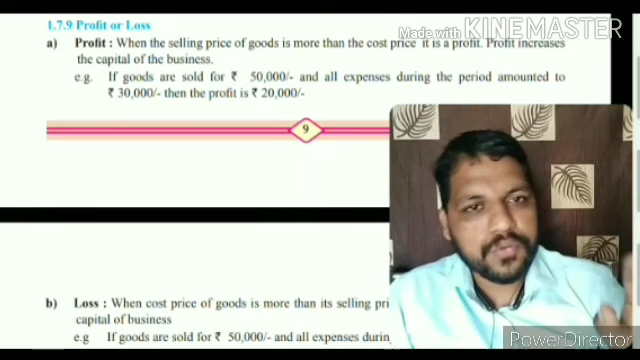 1.7.9 Profit or Loss
Made with KINEMASTER
a) Profit : When the selling price of goods is more than the cost price it is a profit. Profit increases
the capital of the business.
e.g. If goods are sold for ₹ 50,000/- and all expenses during the period amounted to
₹ 30,000/- then the profit is ₹ 20,000/-
9
b) Loss : When cost price of goods is more than its selling pri
capital of business
e.g If goods are sold for ₹ 50,000/- and all expenses durin
PowerDirector